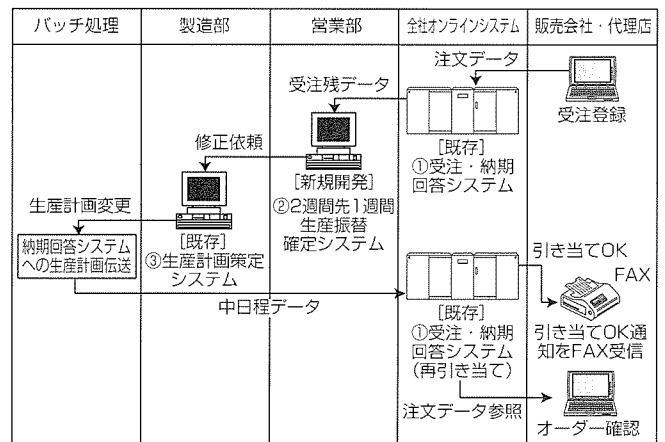 バッチ処理
製造部
営業部
全社オンラインシステム
販売会社・代理店
注文データ
受注残データ
受注登録
修正依頼
[既存]
①受注・納期
回答システム
[新規開発]
②2週間先1週間
生産振替
確定システム
生産計画変更
[既存]
③生産計画策定
システム
納期回答システム
への生産計画伝送
中日程データ
引き当てOK
FAX
[既存]
①受注・納期
回答システム
(再引き当て)
引き当てOK通
知をFAX受信
注文データ参照
オーダー確認